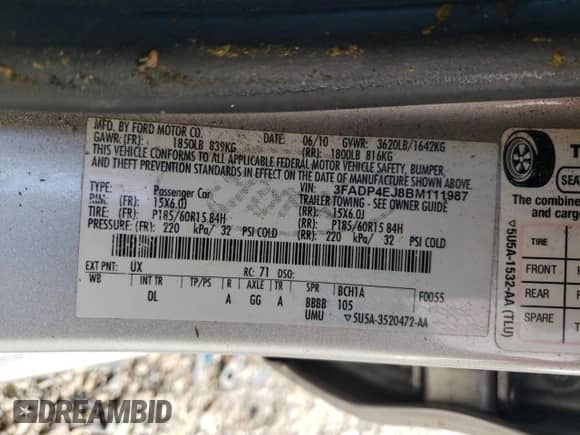 MFD. BY FORD MOTOR CO.
DATE: 06/10 GVWR: 3620LB/1642KG
GAWR: (FR): 1850LB 839KG (RR): 1800LB 816KG
THIS VEHICLE CONFORMS TO ALL APPLICABLE FEDERAL MOTOR VEHICLE SAFETY, BUMPER,
AND THEFT PREVENTION STANDARDS IN EFFECT ON THE DATE OF MANUFACTURE SHOWN ABOVE.
VIN: 3FADP4EJ8BM111987
TYPE: Passenger Car TRAILER TOWING - SEE OWNER GUIDE
RIM: (FR): 15X6.0J (RR): 15X6.0J
TIRE: (FR): P185/60R15 84H (RR): P185/60R15 84H
PRESSURE: (FR): 220 kPa/ 32 PSI COLD (RR): 220 kPa/ 32 PSI COLD
EXT PNT: UX RC: 71 DSO:
WB INT TR TP/PS R AXLE TR SPR BCH1A F0055
DL A GG A BBBB 105
UMU ▽5U5A-3520472-AA
▽5U5A-1532-AA (TLU)
SEAT
The combine
and carg
TIRE
FRONT
REAR
SPARE
DREAMBID